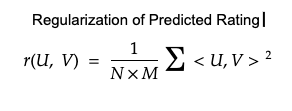 Regularization of Predicted Rating
r(U, V) = 1 / N×M ∑ < U, V > ²